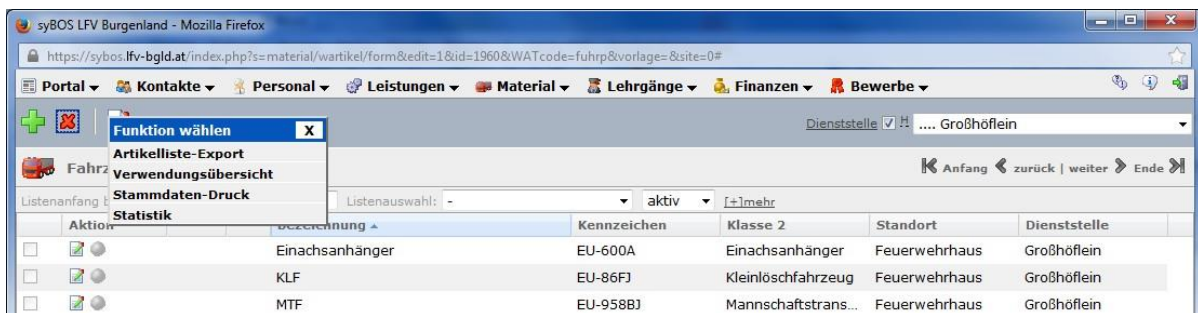 syBOS LFV Burgenland - Mozilla Firefox
https://sybos.lfv-bgld.at/index.php?s=material/wartikel/form&edit=1&id=1960&WATcode=fuhrp&vorlage=&site=0#
Portal Kontakte Personal Leistungen Material Lehrgänge Finanzen Bewerbe
Funktion wählen X
Dienststelle H .... Großhöflein
Artikelliste-Export
Verwendungsübersicht
Stammdaten-Druck
Statistik
Anfang zurück | weiter Ende
Listenanfang Listenauswahl: - aktiv [+]mehr
Aktion Bezeichnung Kennzeichen Klasse 2 Standort Dienststelle
Einachsanhänger EU-600A Einachsanhänger Feuerwehrhaus Großhöflein
KLF EU-86FJ Kleinlöschfahrzeug Feuerwehrhaus Großhöflein
MTF EU-958BJ Mannschaftstrans... Feuerwehrhaus Großhöflein